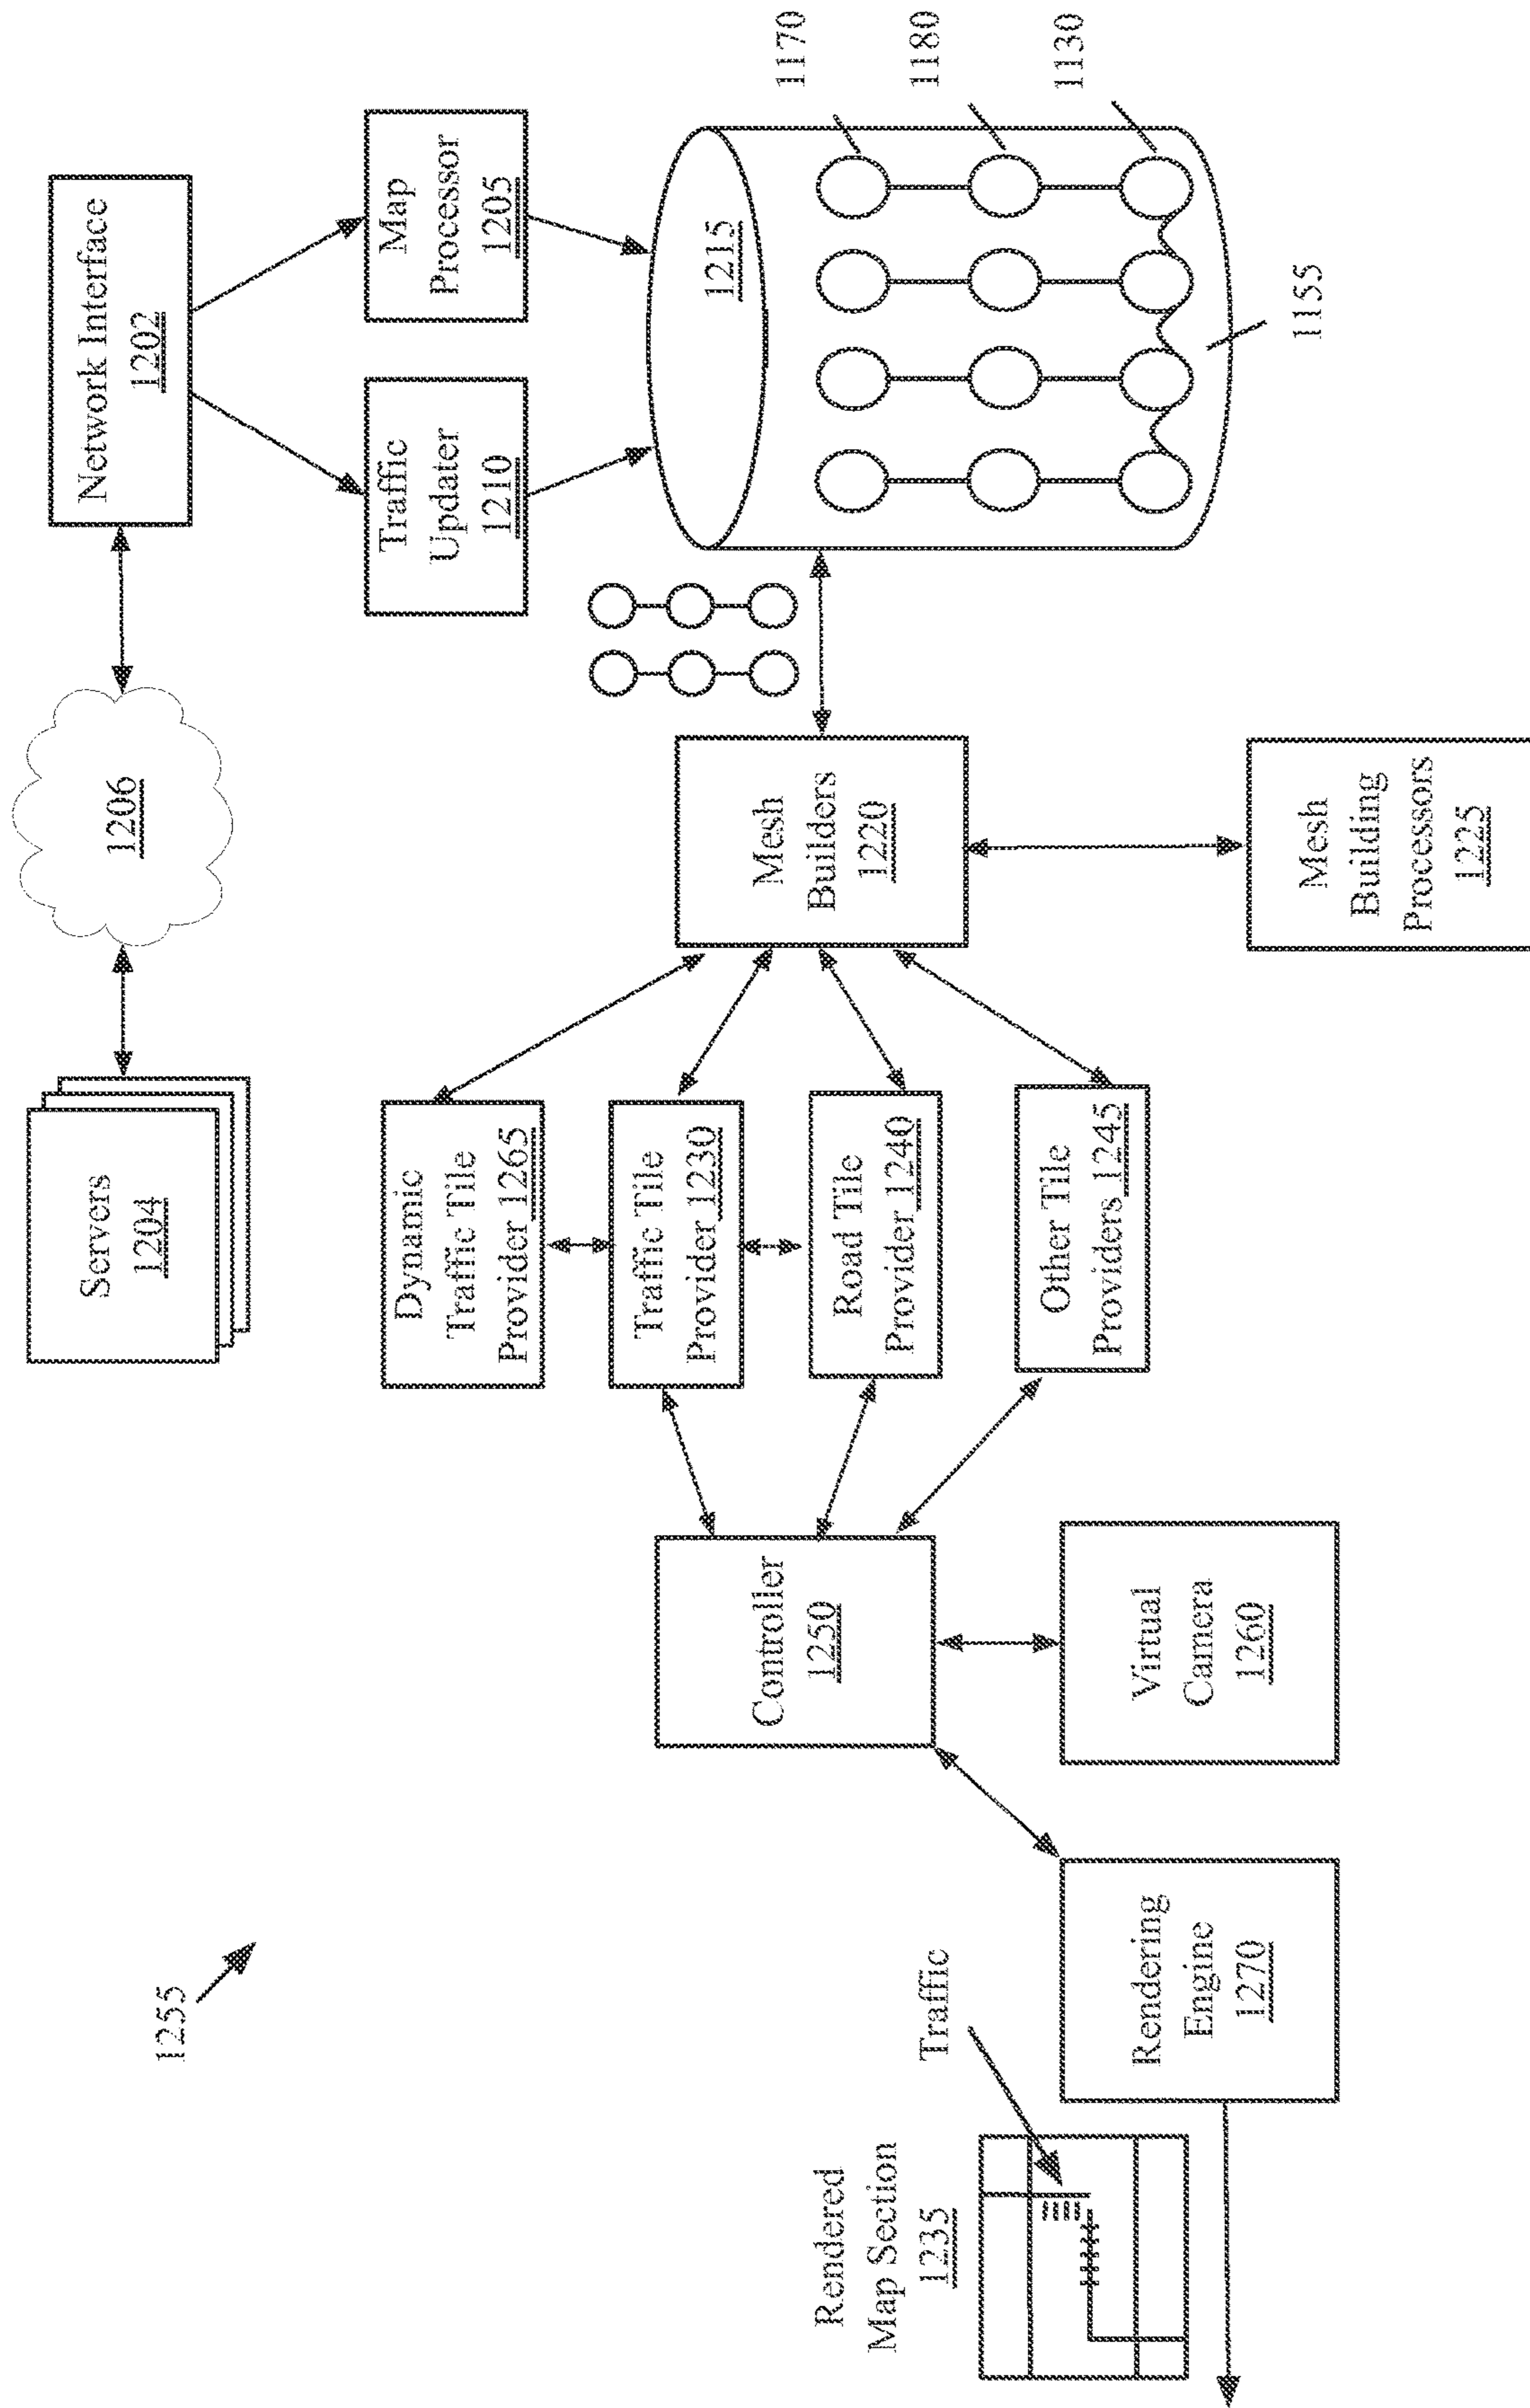 1255
Servers
1204
1206
Network Interface
1202
Traffic
Updater
1210
Map
Processor
1205
Dynamic
Traffic Tile
Provider 1265
Traffic Tile
Provider 1230
Road Tile
Provider 1240
Other Tile
Providers 1245
Mesh
Builders
1220
Mesh
Building
Processors
1225
1215
1170
1180
1130
1155
Controller
1250
Virtual
Camera
1260
Rendering
Engine
1270
Rendered
Map Section
1235
Traffic